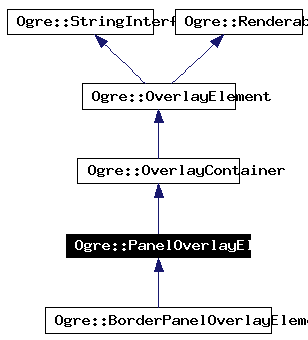 Ogre::StringInterf
Ogre::Renderab
Ogre::OverlayElement
Ogre::OverlayContainer
Ogre::PanelOverlayEl
Ogre::BorderPanelOverlayEleme